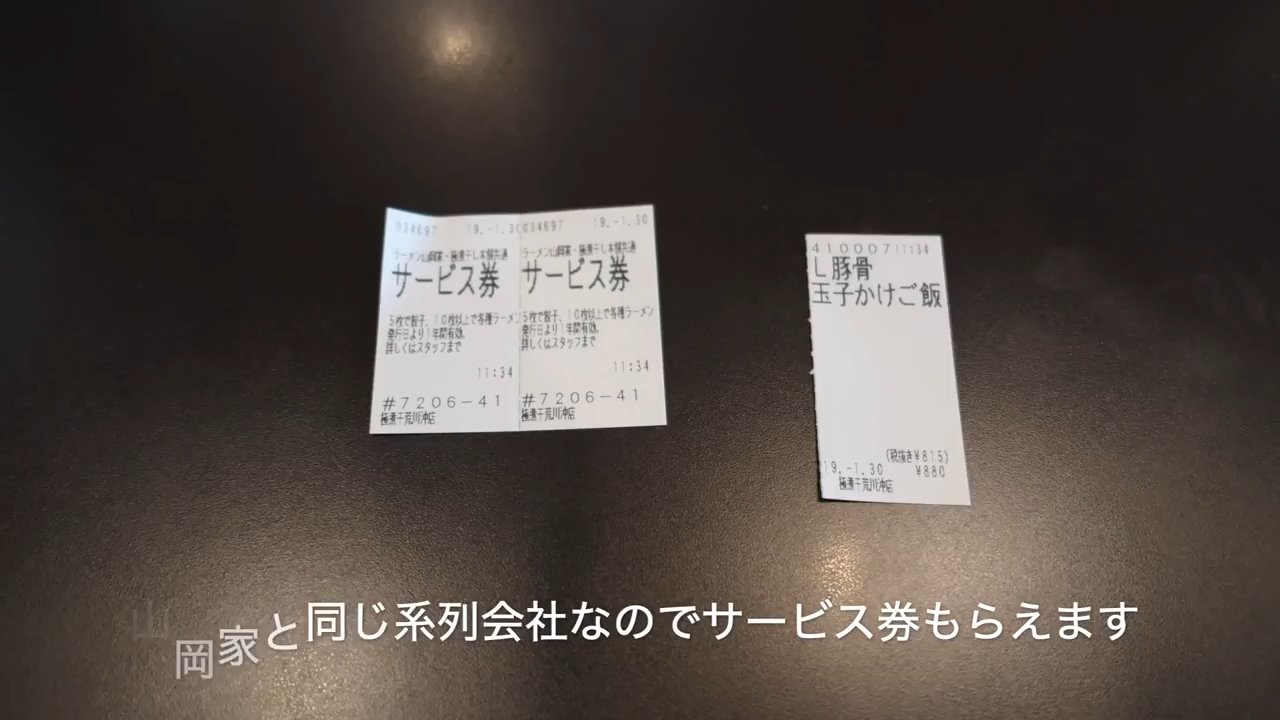 034697 19.-1.30
ラーメン山岡家・極煮干し本舗共通
サービス券
5枚で餃子、10枚以上で各種ラーメン
発行日より1年間有効
詳しくはスタッフまで
11:34
#7206-41
極煮干荒川沖店
034697 19.-1.30
ラーメン山岡家・極煮干し本舗共通
サービス券
5枚で餃子、10枚以上で各種ラーメン
発行日より1年間有効
詳しくはスタッフまで
11:34
#7206-41
極煮干荒川沖店
410007 11:34
L豚骨
玉子かけご飯
(税抜き¥815)
19.-1.30 ¥880
極煮干荒川沖店
山岡家と同じ系列会社なのでサービス券もらえます